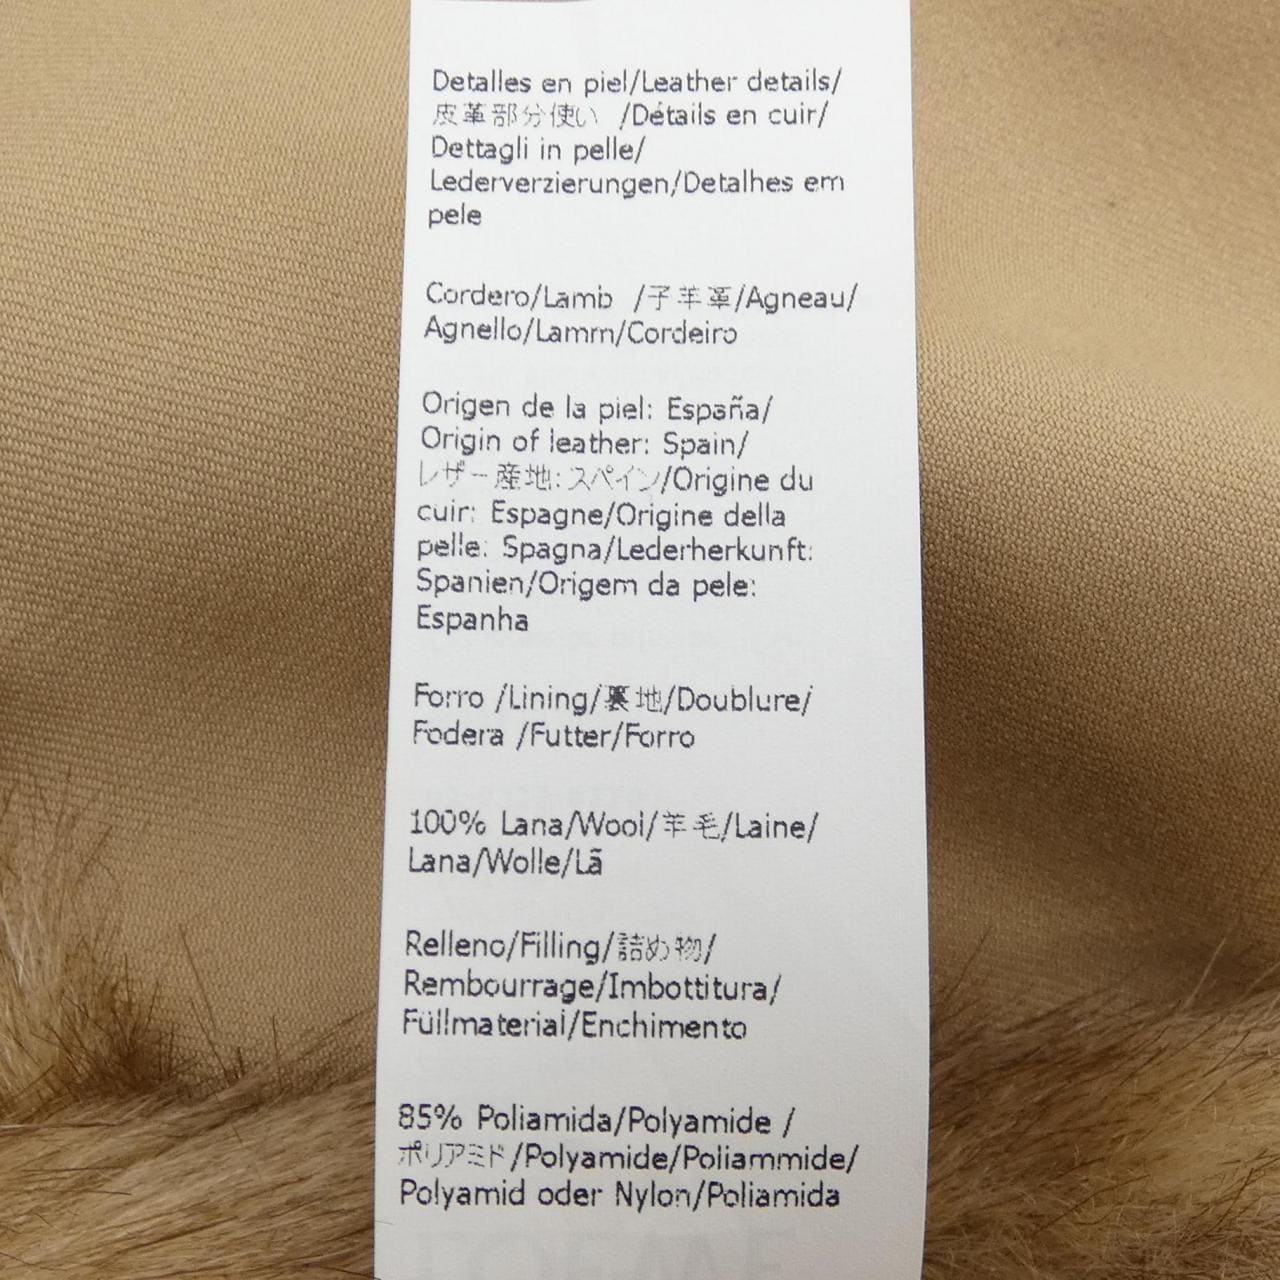 Detalles en piel/Leather details/
皮革部分使い /Détails en cuir/
Dettagli in pelle/
Lederverzierungen/Detalhes em
pele
Cordero/Lamb /子羊革/Agneau/
Agnello/Lamm/Cordeiro
Origen de la piel: España/
Origin of leather: Spain/
レザー産地: スペイン/Origine du
cuir: Espagne/Origine della
pelle: Spagna/Lederherkunft:
Spanien/Origem da pele:
Espanha
Forro /Lining/裏地/Doublure/
Fodera /Futter/Forro
100% Lana/Wool/羊毛/Laine/
Lana/Wolle/Lã
Relleno/Filling/詰め物/
Rembourrage/Imbottitura/
Füllmaterial/Enchimento
85% Poliamida/Polyamide /
ポリアミド/Polyamide/Poliammide/
Polyamid oder Nylon/Poliamida